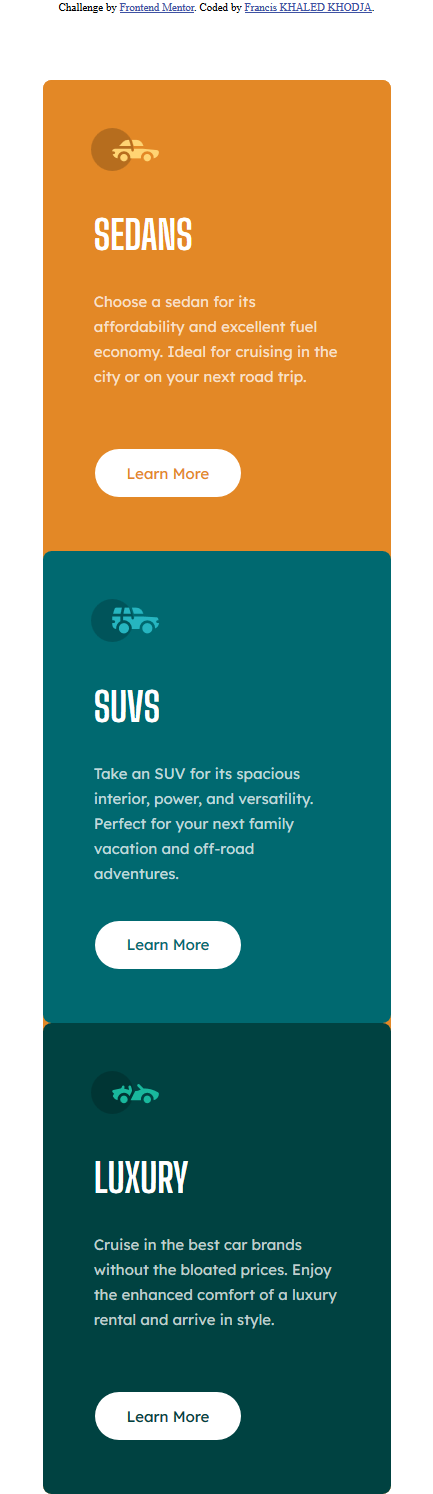 Challenge by Frontend Mentor. Coded by Francis KHALED KHODJA.
SEDANS
Choose a sedan for its
affordability and excellent fuel
economy. Ideal for cruising in the
city or on your next road trip.
Learn More
SUVS
Take an SUV for its spacious
interior, power, and versatility.
Perfect for your next family
vacation and off-road
adventures.
Learn More
LUXURY
Cruise in the best car brands
without the bloated prices. Enjoy
the enhanced comfort of a luxury
rental and arrive in style.
Learn More